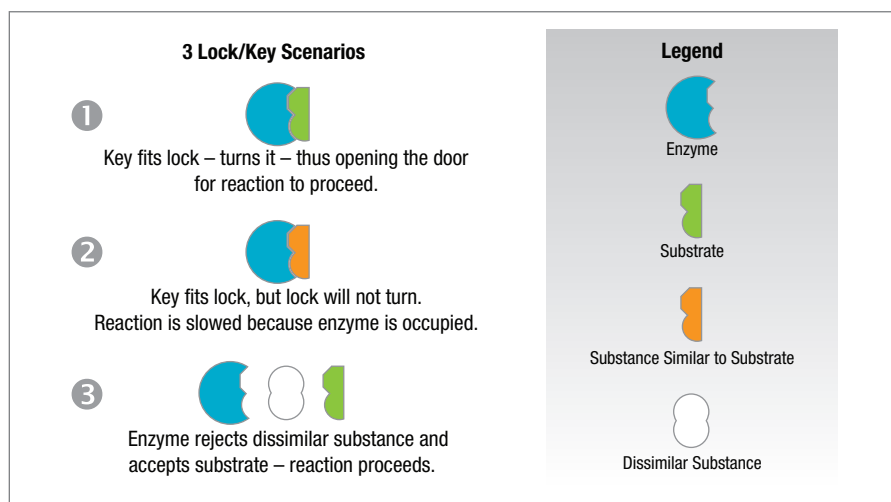 3 Lock/Key Scenarios
1
Key fits lock – turns it – thus opening the door
for reaction to proceed.
2
Key fits lock, but lock will not turn.
Reaction is slowed because enzyme is occupied.
3
Enzyme rejects dissimilar substance and
accepts substrate – reaction proceeds.
Legend
Enzyme
Substrate
Substance Similar to Substrate
Dissimilar Substance